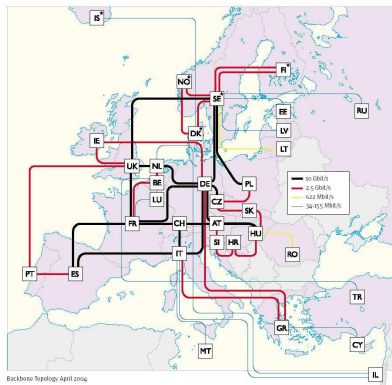 IS*
NO*
FI*
SE*
RU
EE
LV
LT
DK*
IE
UK
NL
BE
LU
DE
PL
CZ
SK
10 Gbit/s
2.5 Gbit/s
622 Mbit/s
34-155 Mbit/s
FR
CH
AT
HU
SI
HR
IT
RO
PT
ES
TR
GR
MT
CY
IL
Backbone Topology April 2004